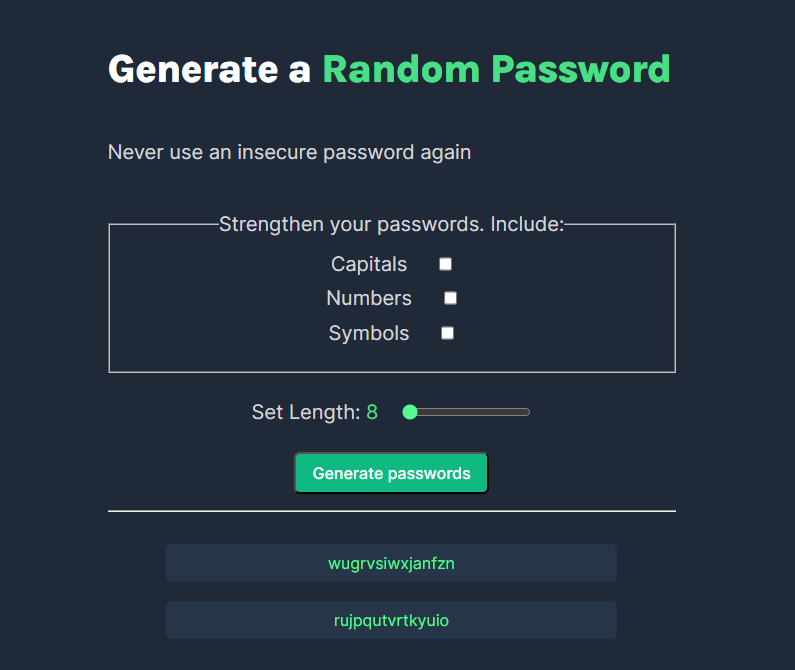 Generate a Random Password
Never use an insecure password again
Strengthen your passwords. Include:
Capitals
Numbers
Symbols
Set Length: 8
Generate passwords
wugrvsiwxjanfzn
rujpqutvrtkyuio